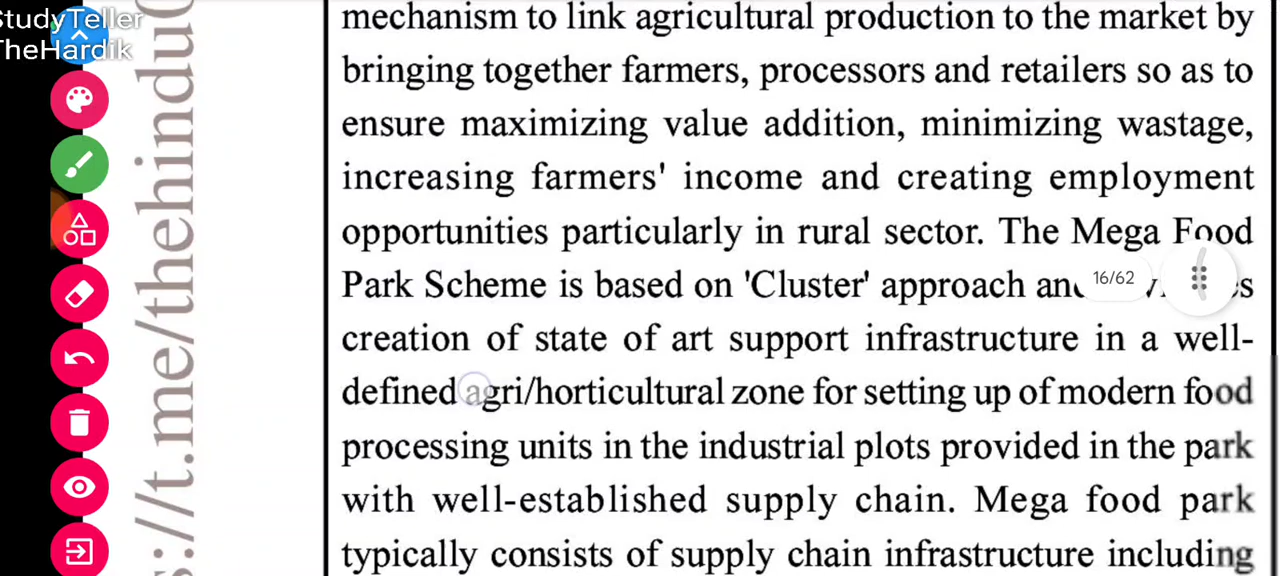 StudyTeller
TheHardik
s://t.me/thehindu
mechanism to link agricultural production to the market by
bringing together farmers, processors and retailers so as to
ensure maximizing value addition, minimizing wastage,
increasing farmers' income and creating employment
opportunities particularly in rural sector. The Mega Food
Park Scheme is based on 'Cluster' approach and
16/62
creation of state of art support infrastructure in a well-
defined agri/horticultural zone for setting up of modern food
processing units in the industrial plots provided in the park
with well-established supply chain. Mega food park
typically consists of supply chain infrastructure including